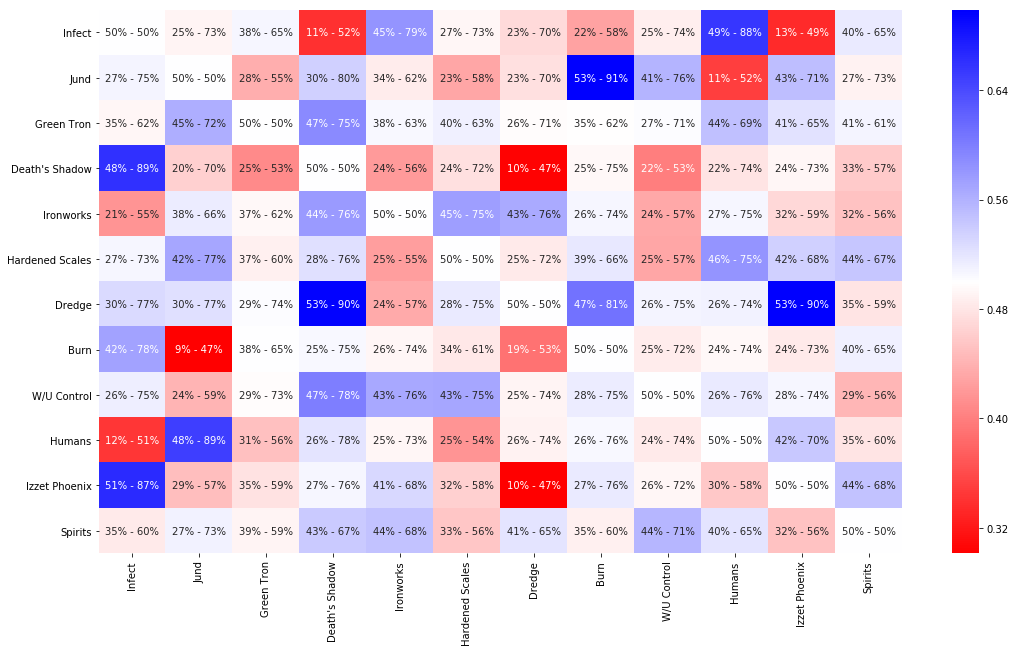 Infect 50% - 50% 25% - 73% 38% - 65% 11% - 52% 45% - 79% 27% - 73% 23% - 70% 22% - 58% 25% - 74% 49% - 88% 13% - 49% 40% - 65%
Jund 27% - 75% 50% - 50% 28% - 55% 30% - 80% 34% - 62% 23% - 58% 23% - 70% 53% - 91% 41% - 76% 11% - 52% 43% - 71% 27% - 73%
Green Tron 35% - 62% 45% - 72% 50% - 50% 47% - 75% 38% - 63% 40% - 63% 26% - 71% 35% - 62% 27% - 71% 44% - 69% 41% - 65% 41% - 61%
Death's Shadow 48% - 89% 20% - 70% 25% - 53% 50% - 50% 24% - 56% 24% - 72% 10% - 47% 25% - 75% 22% - 53% 22% - 74% 24% - 73% 33% - 57%
Ironworks 21% - 55% 38% - 66% 37% - 62% 44% - 76% 50% - 50% 45% - 75% 43% - 76% 26% - 74% 24% - 57% 27% - 75% 32% - 59% 32% - 56%
Hardened Scales 27% - 73% 42% - 77% 37% - 60% 28% - 76% 25% - 55% 50% - 50% 25% - 72% 39% - 66% 25% - 57% 46% - 75% 42% - 68% 44% - 67%
Dredge 30% - 77% 30% - 77% 29% - 74% 53% - 90% 24% - 57% 28% - 75% 50% - 50% 47% - 81% 26% - 75% 26% - 74% 53% - 90% 35% - 59%
Burn 42% - 78% 9% - 47% 38% - 65% 25% - 75% 26% - 74% 34% - 61% 19% - 53% 50% - 50% 25% - 72% 24% - 74% 24% - 73% 40% - 65%
W/U Control 26% - 75% 24% - 59% 29% - 73% 47% - 78% 43% - 76% 43% - 75% 25% - 74% 28% - 75% 50% - 50% 26% - 76% 28% - 74% 29% - 56%
Humans 12% - 51% 48% - 89% 31% - 56% 26% - 78% 25% - 73% 25% - 54% 26% - 74% 26% - 76% 24% - 74% 50% - 50% 42% - 70% 35% - 60%
Izzet Phoenix 51% - 87% 29% - 57% 35% - 59% 27% - 76% 41% - 68% 32% - 58% 10% - 47% 27% - 76% 26% - 72% 30% - 58% 50% - 50% 44% - 68%
Spirits 35% - 60% 27% - 73% 39% - 59% 43% - 67% 44% - 68% 33% - 56% 41% - 65% 35% - 60% 44% - 71% 40% - 65% 32% - 56% 50% - 50%
Infect
Jund
Green Tron
Death's Shadow
Ironworks
Hardened Scales
Dredge
Burn
W/U Control
Humans
Izzet Phoenix
Spirits
0.64
0.56
0.48
0.40
0.32